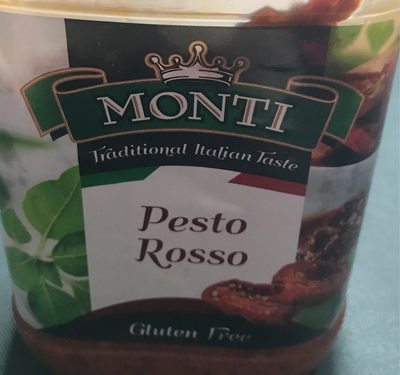 MONTI
Traditional Italian Taste
Pesto
Rosso
Gluten Free